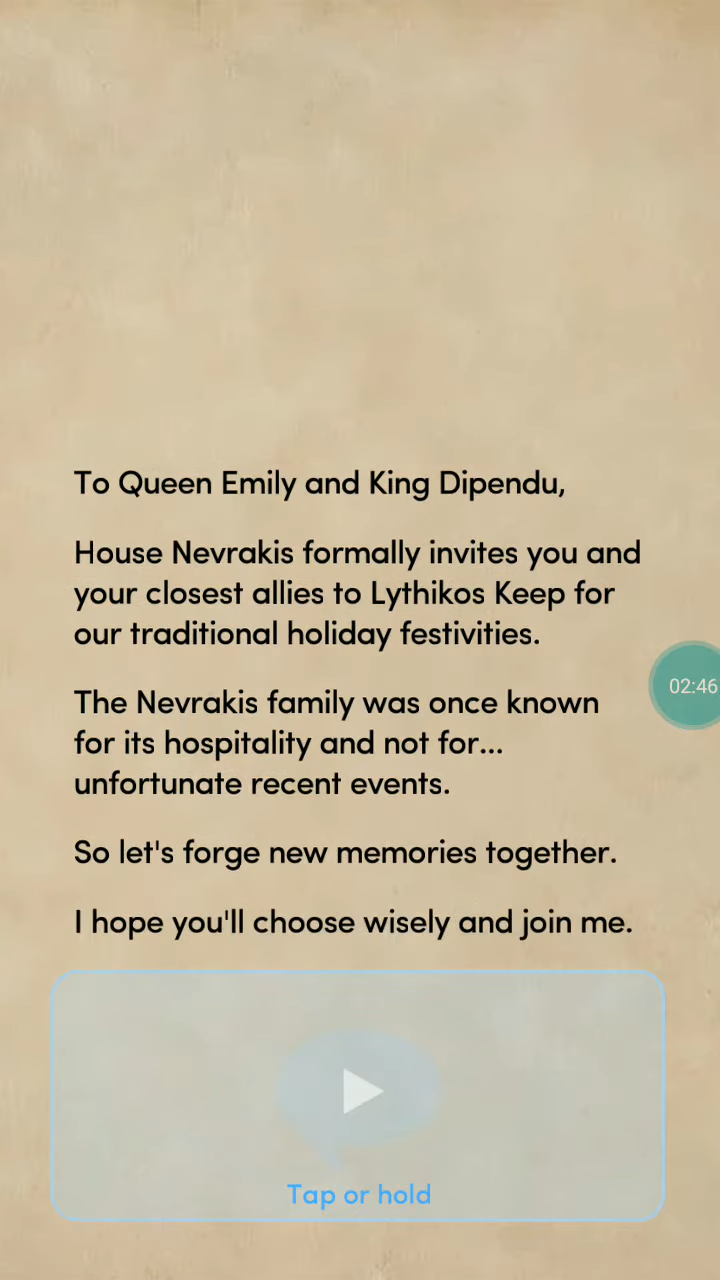 To Queen Emily and King Dipendu,
House Nevrakis formally invites you and
your closest allies to Lythikos Keep for
our traditional holiday festivities.
The Nevrakis family was once known
for its hospitality and not for...
unfortunate recent events.
So let's forge new memories together.
I hope you'll choose wisely and join me.
02:46
Tap or hold